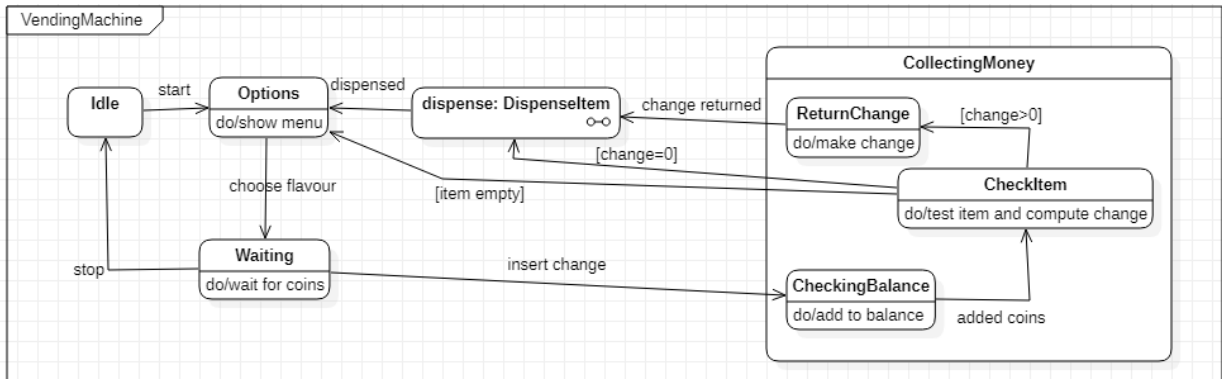 VendingMachine
CollectingMoney
Idle
start
Options
do/show menu
dispensed
dispense: DispenseItem
change returned
ReturnChange
do/make change
[change>0]
[change=0]
CheckItem
do/test item and compute change
choose flavour
[item empty]
Waiting
do/wait for coins
stop
insert change
CheckingBalance
do/add to balance
added coins